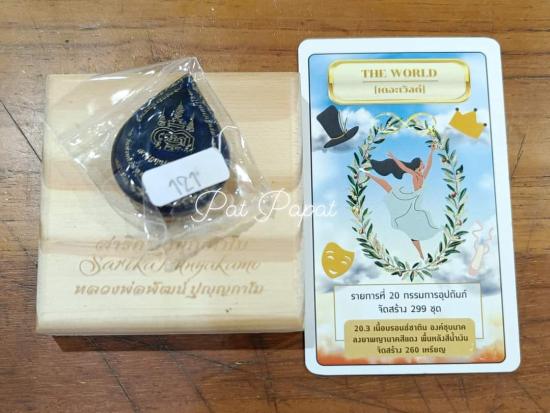 THE WORLD
[เดอะเวิลด์]
121
Pat Papat
Sarika
หลวงพ่อพัฒน์ ปุญฺญกาโม
รายการที่ 20 กรรมการอุปถัมภ์
จัดสร้าง 299 ชุด
20.3 เนื้อบรอนซ์ซาติน องค์ชุบนาค
ลงยาพญานาคสีแดง พื้นหลังสีน้ำเงิน
จัดสร้าง 260 เหรียญ